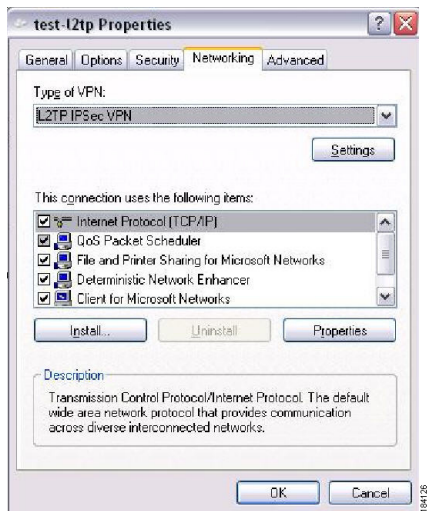 test-l2tp Properties
General Options Security Networking Advanced
Type of VPN:
L2TP IPSec VPN
Settings
This connection uses the following items:
Internet Protocol (TCP/IP)
QoS Packet Scheduler
File and Printer Sharing for Microsoft Networks
Deterministic Network Enhancer
Client for Microsoft Networks
Install... Uninstall Properties
Description
Transmission Control Protocol/Internet Protocol. The default
wide area network protocol that provides communication
across diverse interconnected networks.
OK Cancel
184126